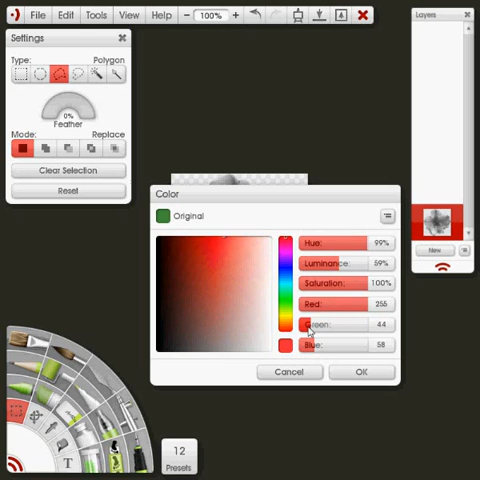 File Edit Tools View Help − 100% +
Layers
Settings
Type: Polygon
0%
Feather
Mode: Replace
Clear Selection
Reset
Color
Original
Hue: 99%
Luminance: 59%
Saturation: 100%
Red: 255
Green: 44
Blue: 58
Cancel OK
New
T
12
Presets